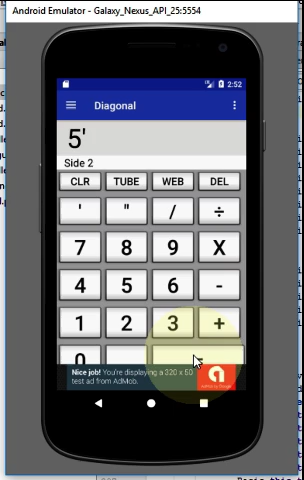 Android Emulator - Galaxy_Nexus_API_25:5554
2:52
Diagonal
5'
Side 2
CLR TUBE WEB DEL
' " / ÷
7 8 9 X
4 5 6 -
1 2 3 +
0
Nice job! You're displaying a 320 x 50
test ad from AdMob.